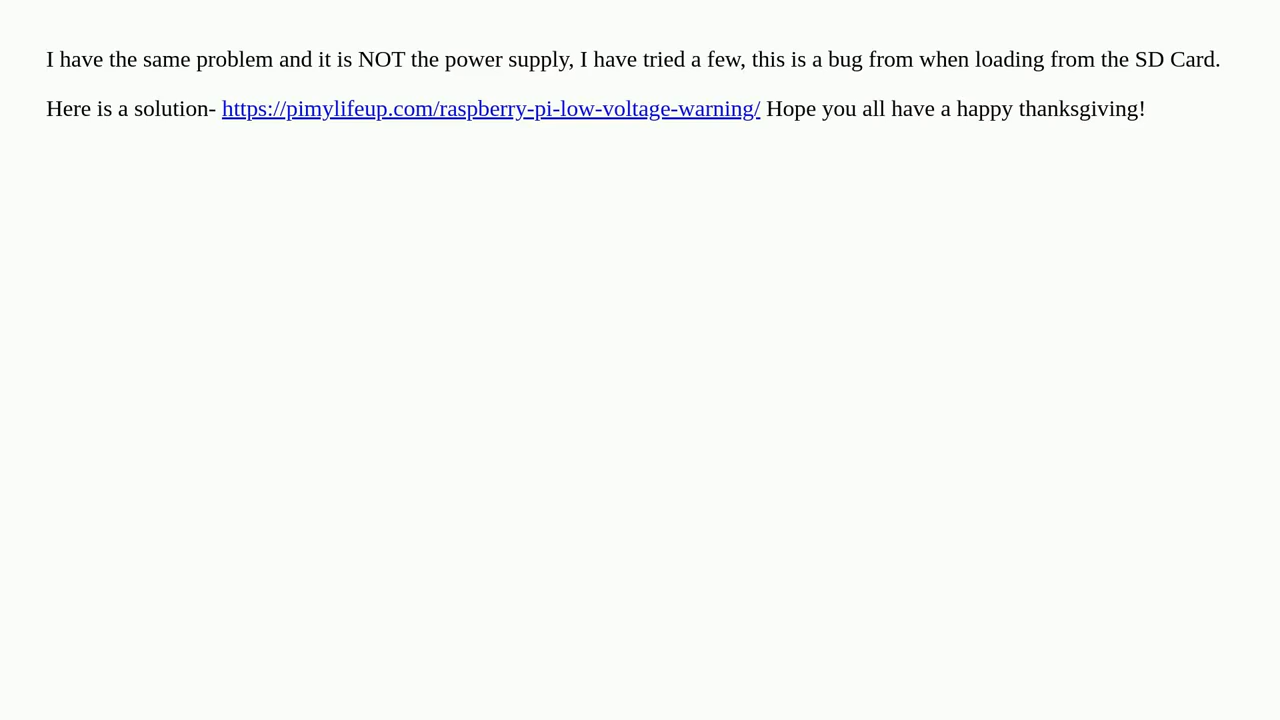 I have the same problem and it is NOT the power supply, I have tried a few, this is a bug from when loading from the SD Card.
Here is a solution- https://pimylifeup.com/raspberry-pi-low-voltage-warning/ Hope you all have a happy thanksgiving!